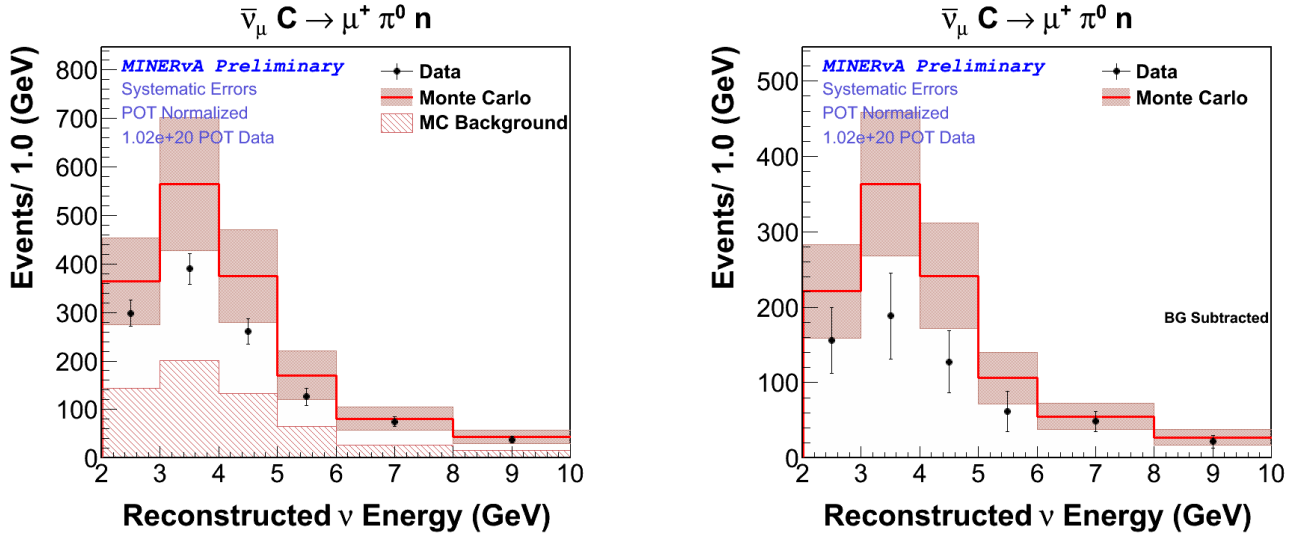 ν̅μ C → μ⁺ π⁰ n
MINERvA Preliminary
Systematic Errors
POT Normalized
1.02e+20 POT Data
Data
Monte Carlo
MC Background
Events/ 1.0 (GeV)
800
700
600
500
400
300
200
100
0
2 3 4 5 6 7 8 9 10
Reconstructed ν Energy (GeV)
ν̅μ C → μ⁺ π⁰ n
MINERvA Preliminary
Systematic Errors
POT Normalized
1.02e+20 POT Data
Data
Monte Carlo
BG Subtracted
Events/ 1.0 (GeV)
500
400
300
200
100
0
2 3 4 5 6 7 8 9 10
Reconstructed ν Energy (GeV)